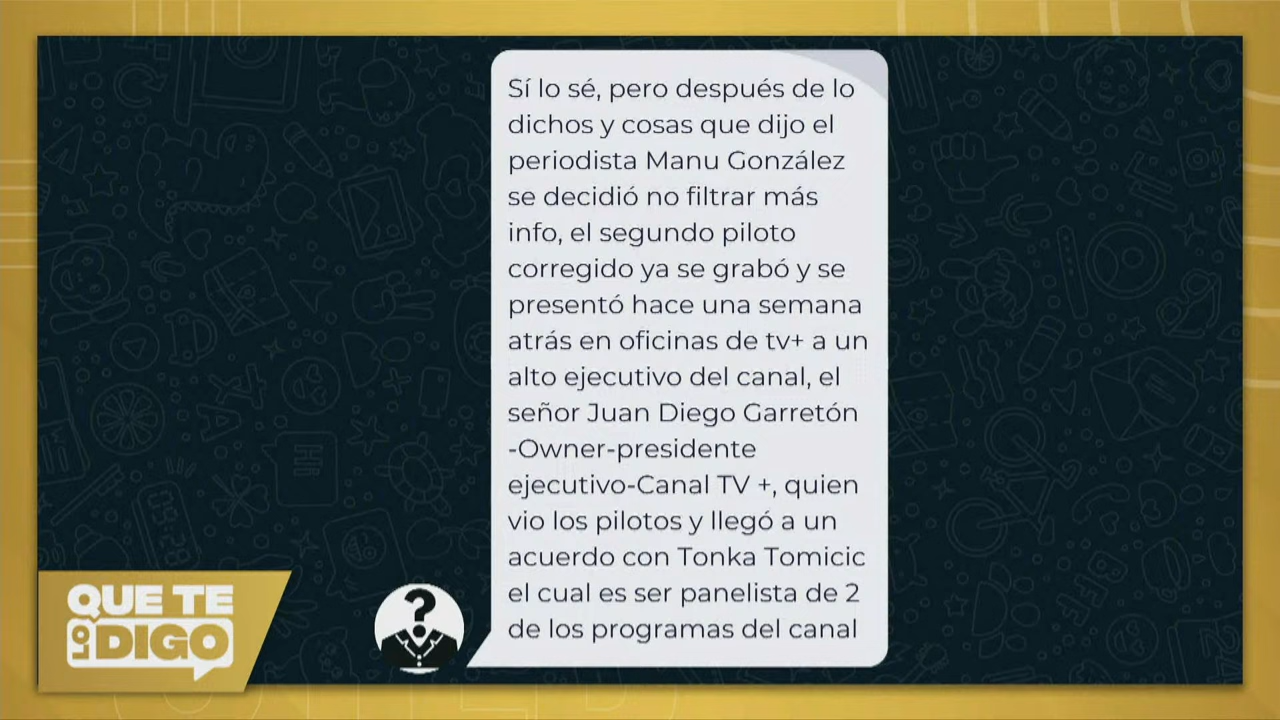 Sí lo sé, pero después de lo
dichos y cosas que dijo el
periodista Manu González
se decidió no filtrar más
info, el segundo piloto
corregido ya se grabó y se
presentó hace una semana
atrás en oficinas de tv+ a un
alto ejecutivo del canal, el
señor Juan Diego Garretón
-Owner-presidente
ejecutivo-Canal TV +, quien
vio los pilotos y llegó a un
acuerdo con Tonka Tomicic
el cual es ser panelista de 2
de los programas del canal
QUE TE
LO DIGO
?